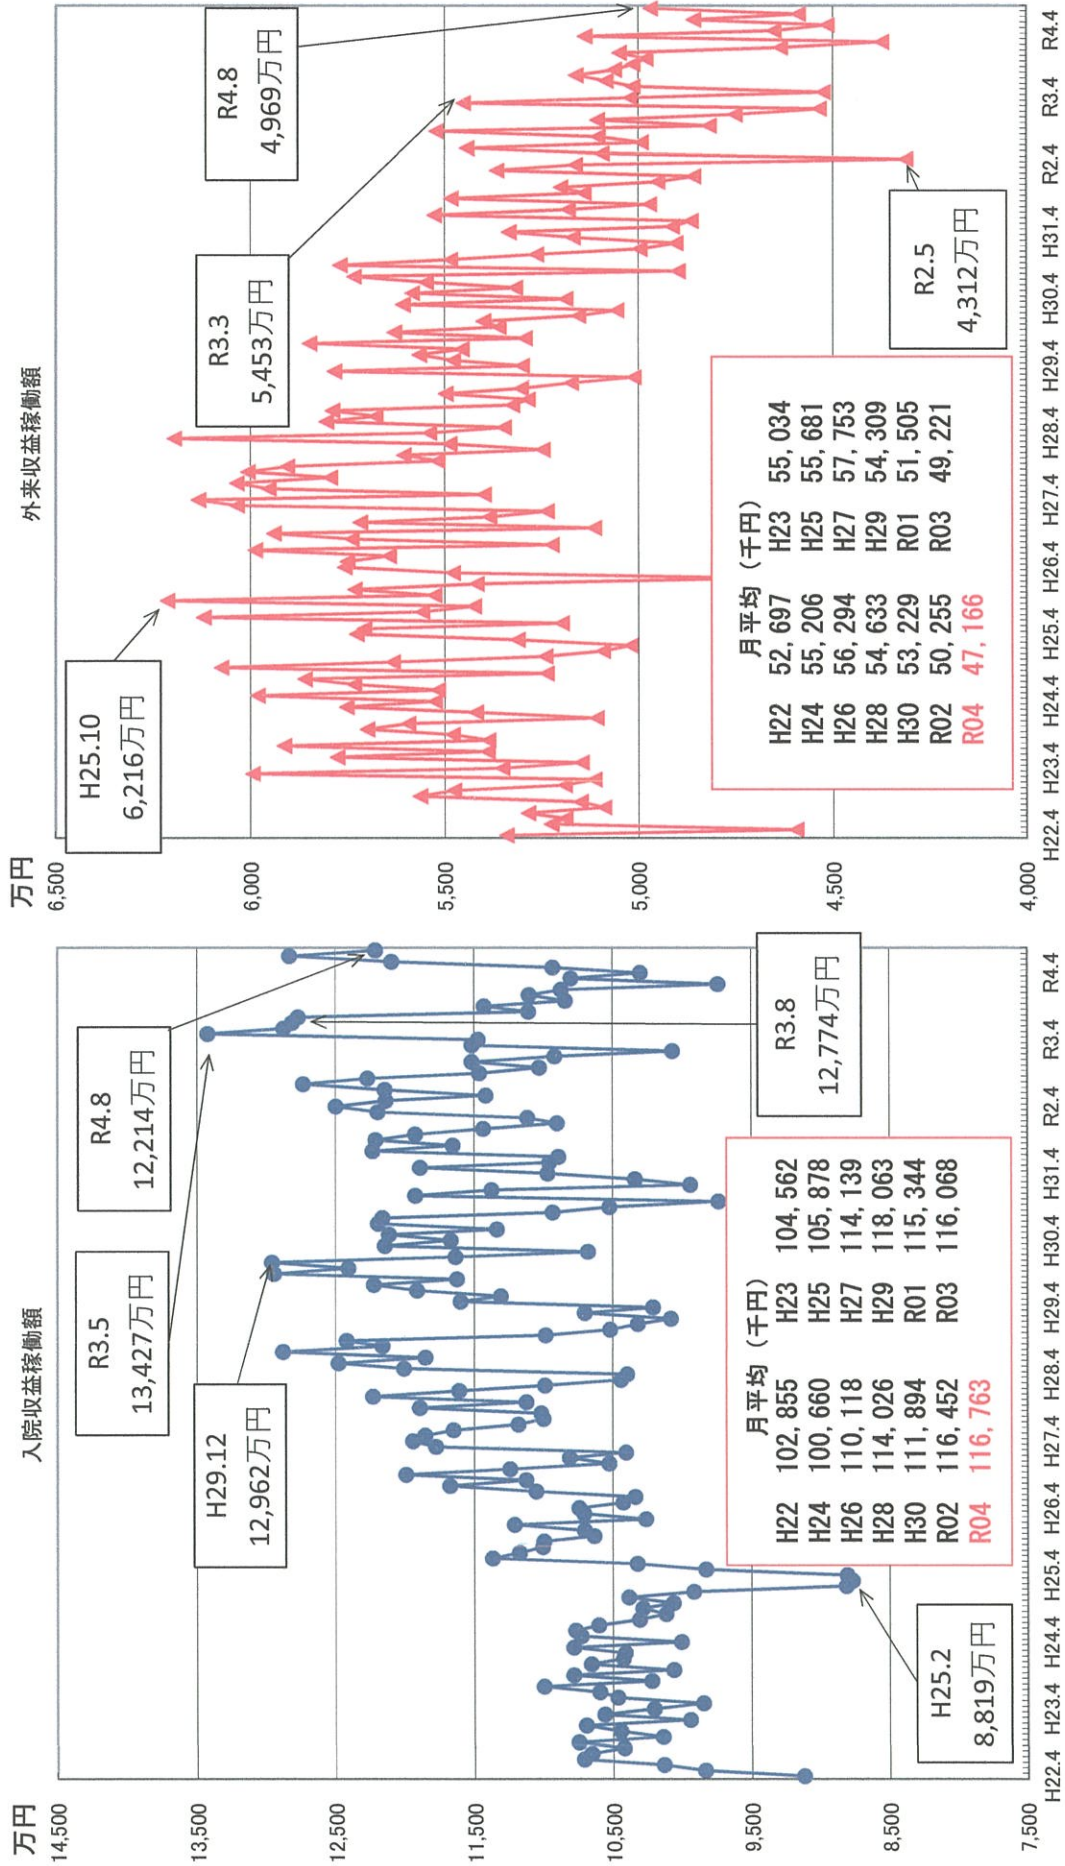 入院収益稼働額
万円
14,500
13,500
12,500
11,500
10,500
9,500
8,500
7,500
H22.4 H23.4 H24.4 H25.4 H26.4 H27.4 H28.4 H29.4 H30.4 H31.4 R2.4 R3.4 R4.4
H29.12
12,962万円
R3.5
13,427万円
R4.8
12,214万円
R3.8
12,774万円
H25.2
8,819万円
月平均（千円）
H22 102,855 H23 104,562
H24 100,660 H25 105,878
H26 110,118 H27 114,139
H28 114,026 H29 118,063
H30 111,894 R01 115,344
R02 116,452 R03 116,068
R04 116,763
外来収益稼働額
万円
6,500
6,000
5,500
5,000
4,500
4,000
H22.4 H23.4 H24.4 H25.4 H26.4 H27.4 H28.4 H29.4 H30.4 H31.4 R2.4 R3.4 R4.4
H25.10
6,216万円
R3.3
5,453万円
R4.8
4,969万円
R2.5
4,312万円
月平均（千円）
H22 52,697 H23 55,034
H24 55,206 H25 55,681
H26 56,294 H27 57,753
H28 54,633 H29 54,309
H30 53,229 R01 51,505
R02 50,255 R03 49,221
R04 47,166